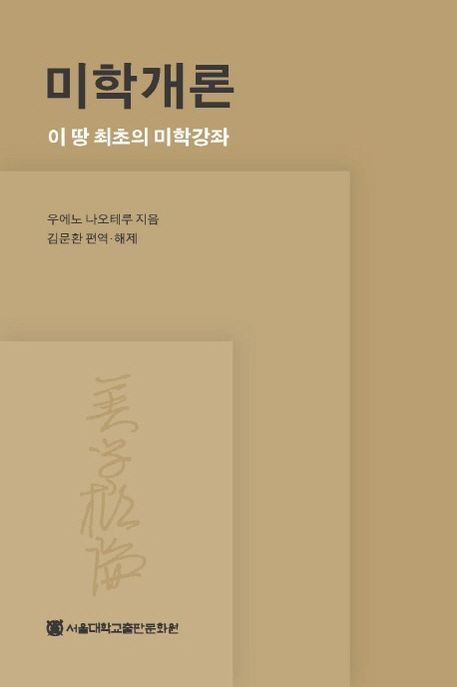 미학개론
이 땅 최초의 미학강좌
우에노 나오테루 지음
김문환 편역·해제
美
学
概
論
서울대학교출판문화원